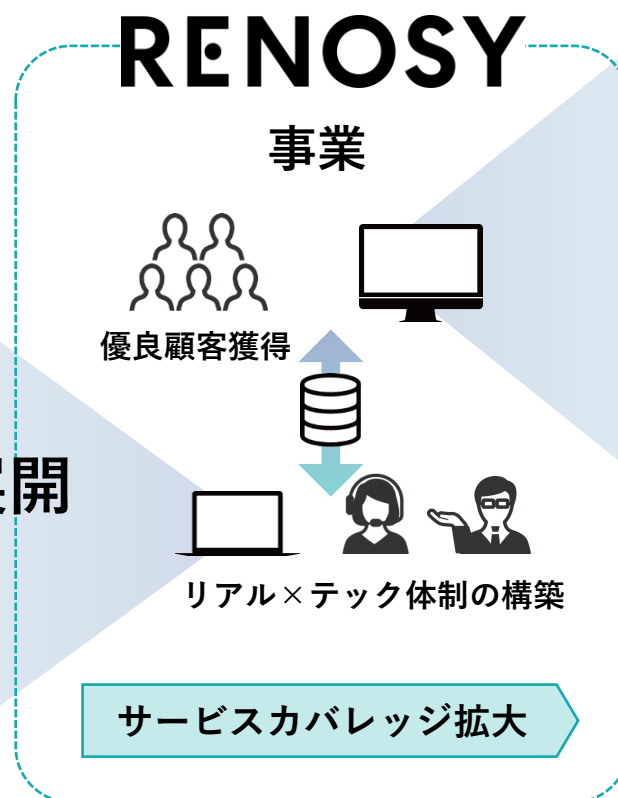 RENOSY
事業
優良顧客獲得
開
リアル×テック体制の構築
サービスカバレッジ拡大